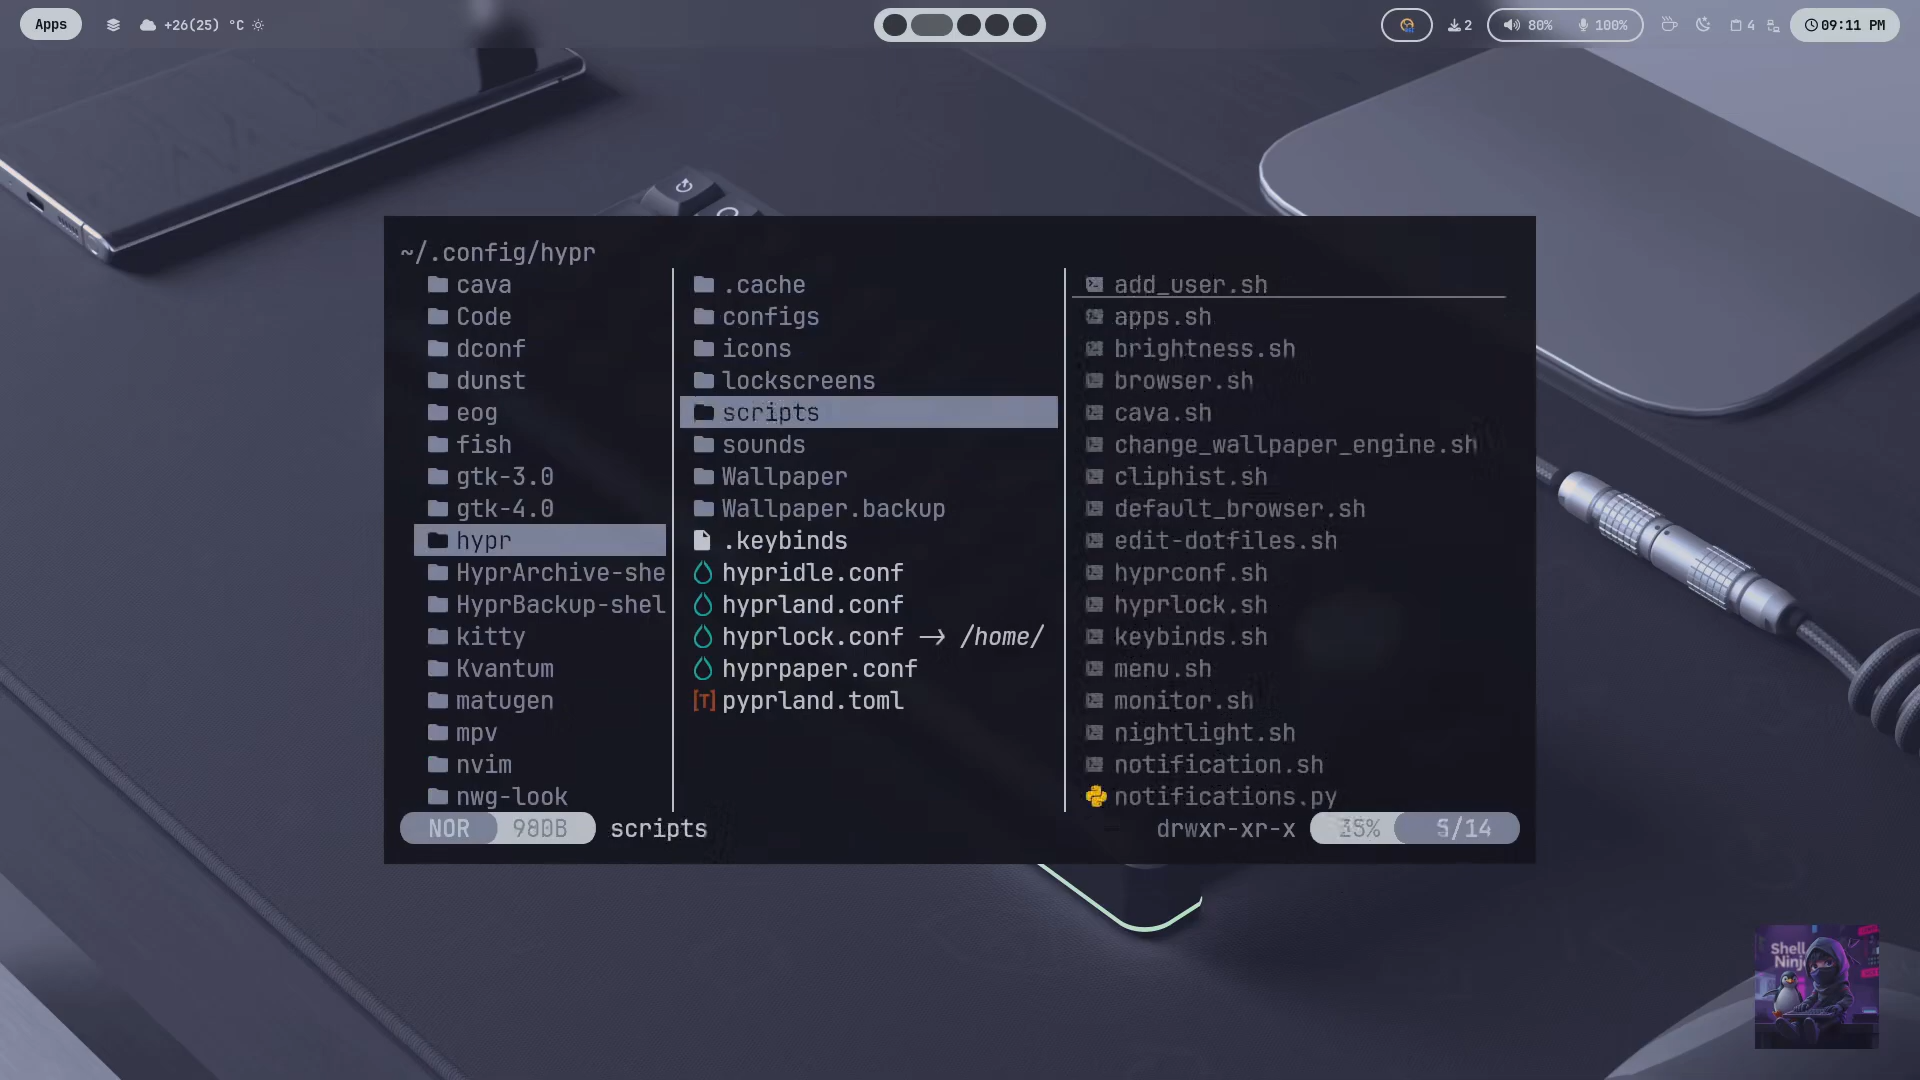 Apps
+26(25) °C
2
80%
100%
4
09:11 PM
~/.config/hypr
cava
Code
dconf
dunst
eog
fish
gtk-3.0
gtk-4.0
hypr
HyprArchive-she
HyprBackup-shel
kitty
Kvantum
matugen
mpv
nvim
nwg-look
.cache
configs
icons
lockscreens
scripts
sounds
Wallpaper
Wallpaper.backup
.keybinds
hypridle.conf
hyprland.conf
hyprlock.conf -> /home/
hyprpaper.conf
pyprland.toml
add_user.sh
apps.sh
brightness.sh
browser.sh
cava.sh
change_wallpaper_engine.sh
cliphist.sh
default_browser.sh
edit-dotfiles.sh
hyprconf.sh
hyprlock.sh
keybinds.sh
menu.sh
monitor.sh
nightlight.sh
notification.sh
notifications.py
NOR 980B scripts
drwxr-xr-x 35% 5/14
Shell
Ninja